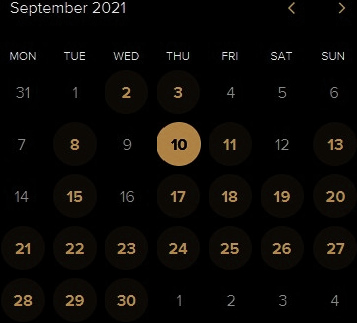 September 2021 < >
MON TUE WED THU FRI SAT SUN
31 1 2 3 4 5 6
7 8 9 10 11 12 13
14 15 16 17 18 19 20
21 22 23 24 25 26 27
28 29 30 1 2 3 4